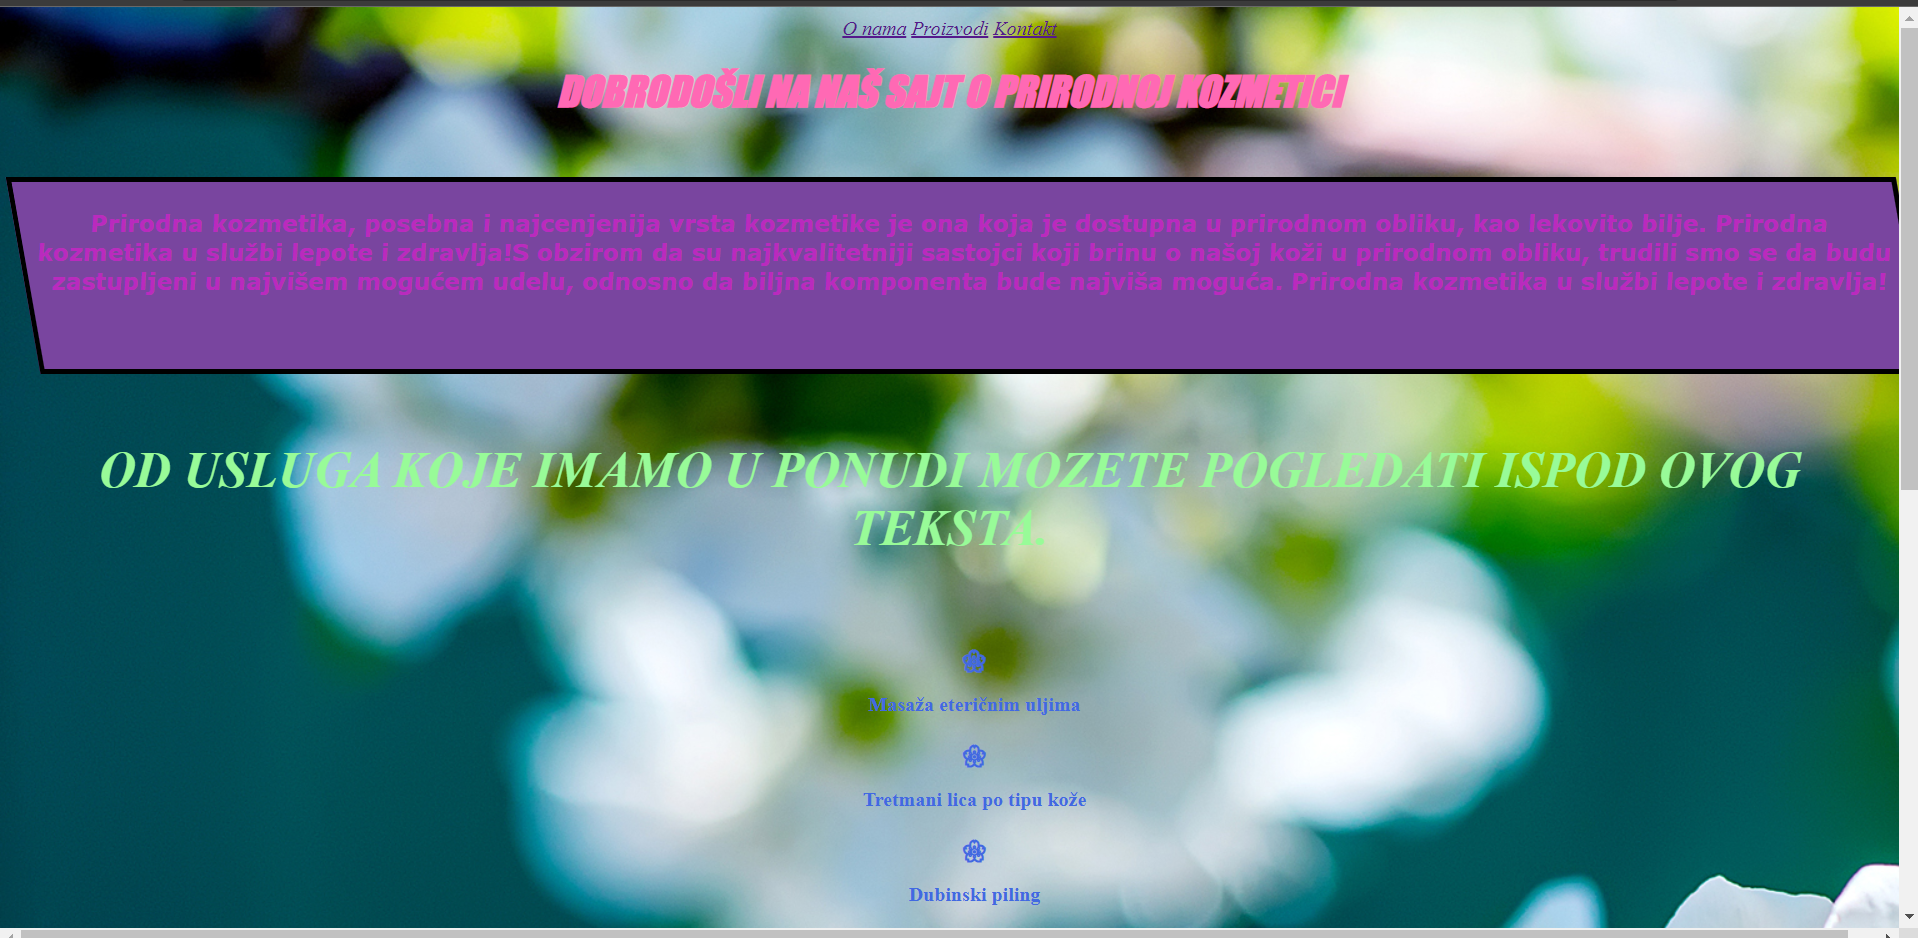 O nama Proizvodi Kontakt
DOBRODOŠLI NA NAŠ SAJT O PRIRODNOJ KOZMETICI
Prirodna kozmetika, posebna i najcenjenija vrsta kozmetike je ona koja je dostupna u prirodnom obliku, kao lekovito bilje. Prirodna
kozmetika u službi lepote i zdravlja!S obzirom da su najkvalitetniji sastojci koji brinu o našoj koži u prirodnom obliku, trudili smo se da budu
zastupljeni u najvišem mogućem udelu, odnosno da biljna komponenta bude najviša moguća. Prirodna kozmetika u službi lepote i zdravlja!
OD USLUGA KOJE IMAMO U PONUDI MOZETE POGLEDATI ISPOD OVOG
TEKSTA.
Masaža eteričnim uljima
Tretmani lica po tipu kože
Dubinski piling